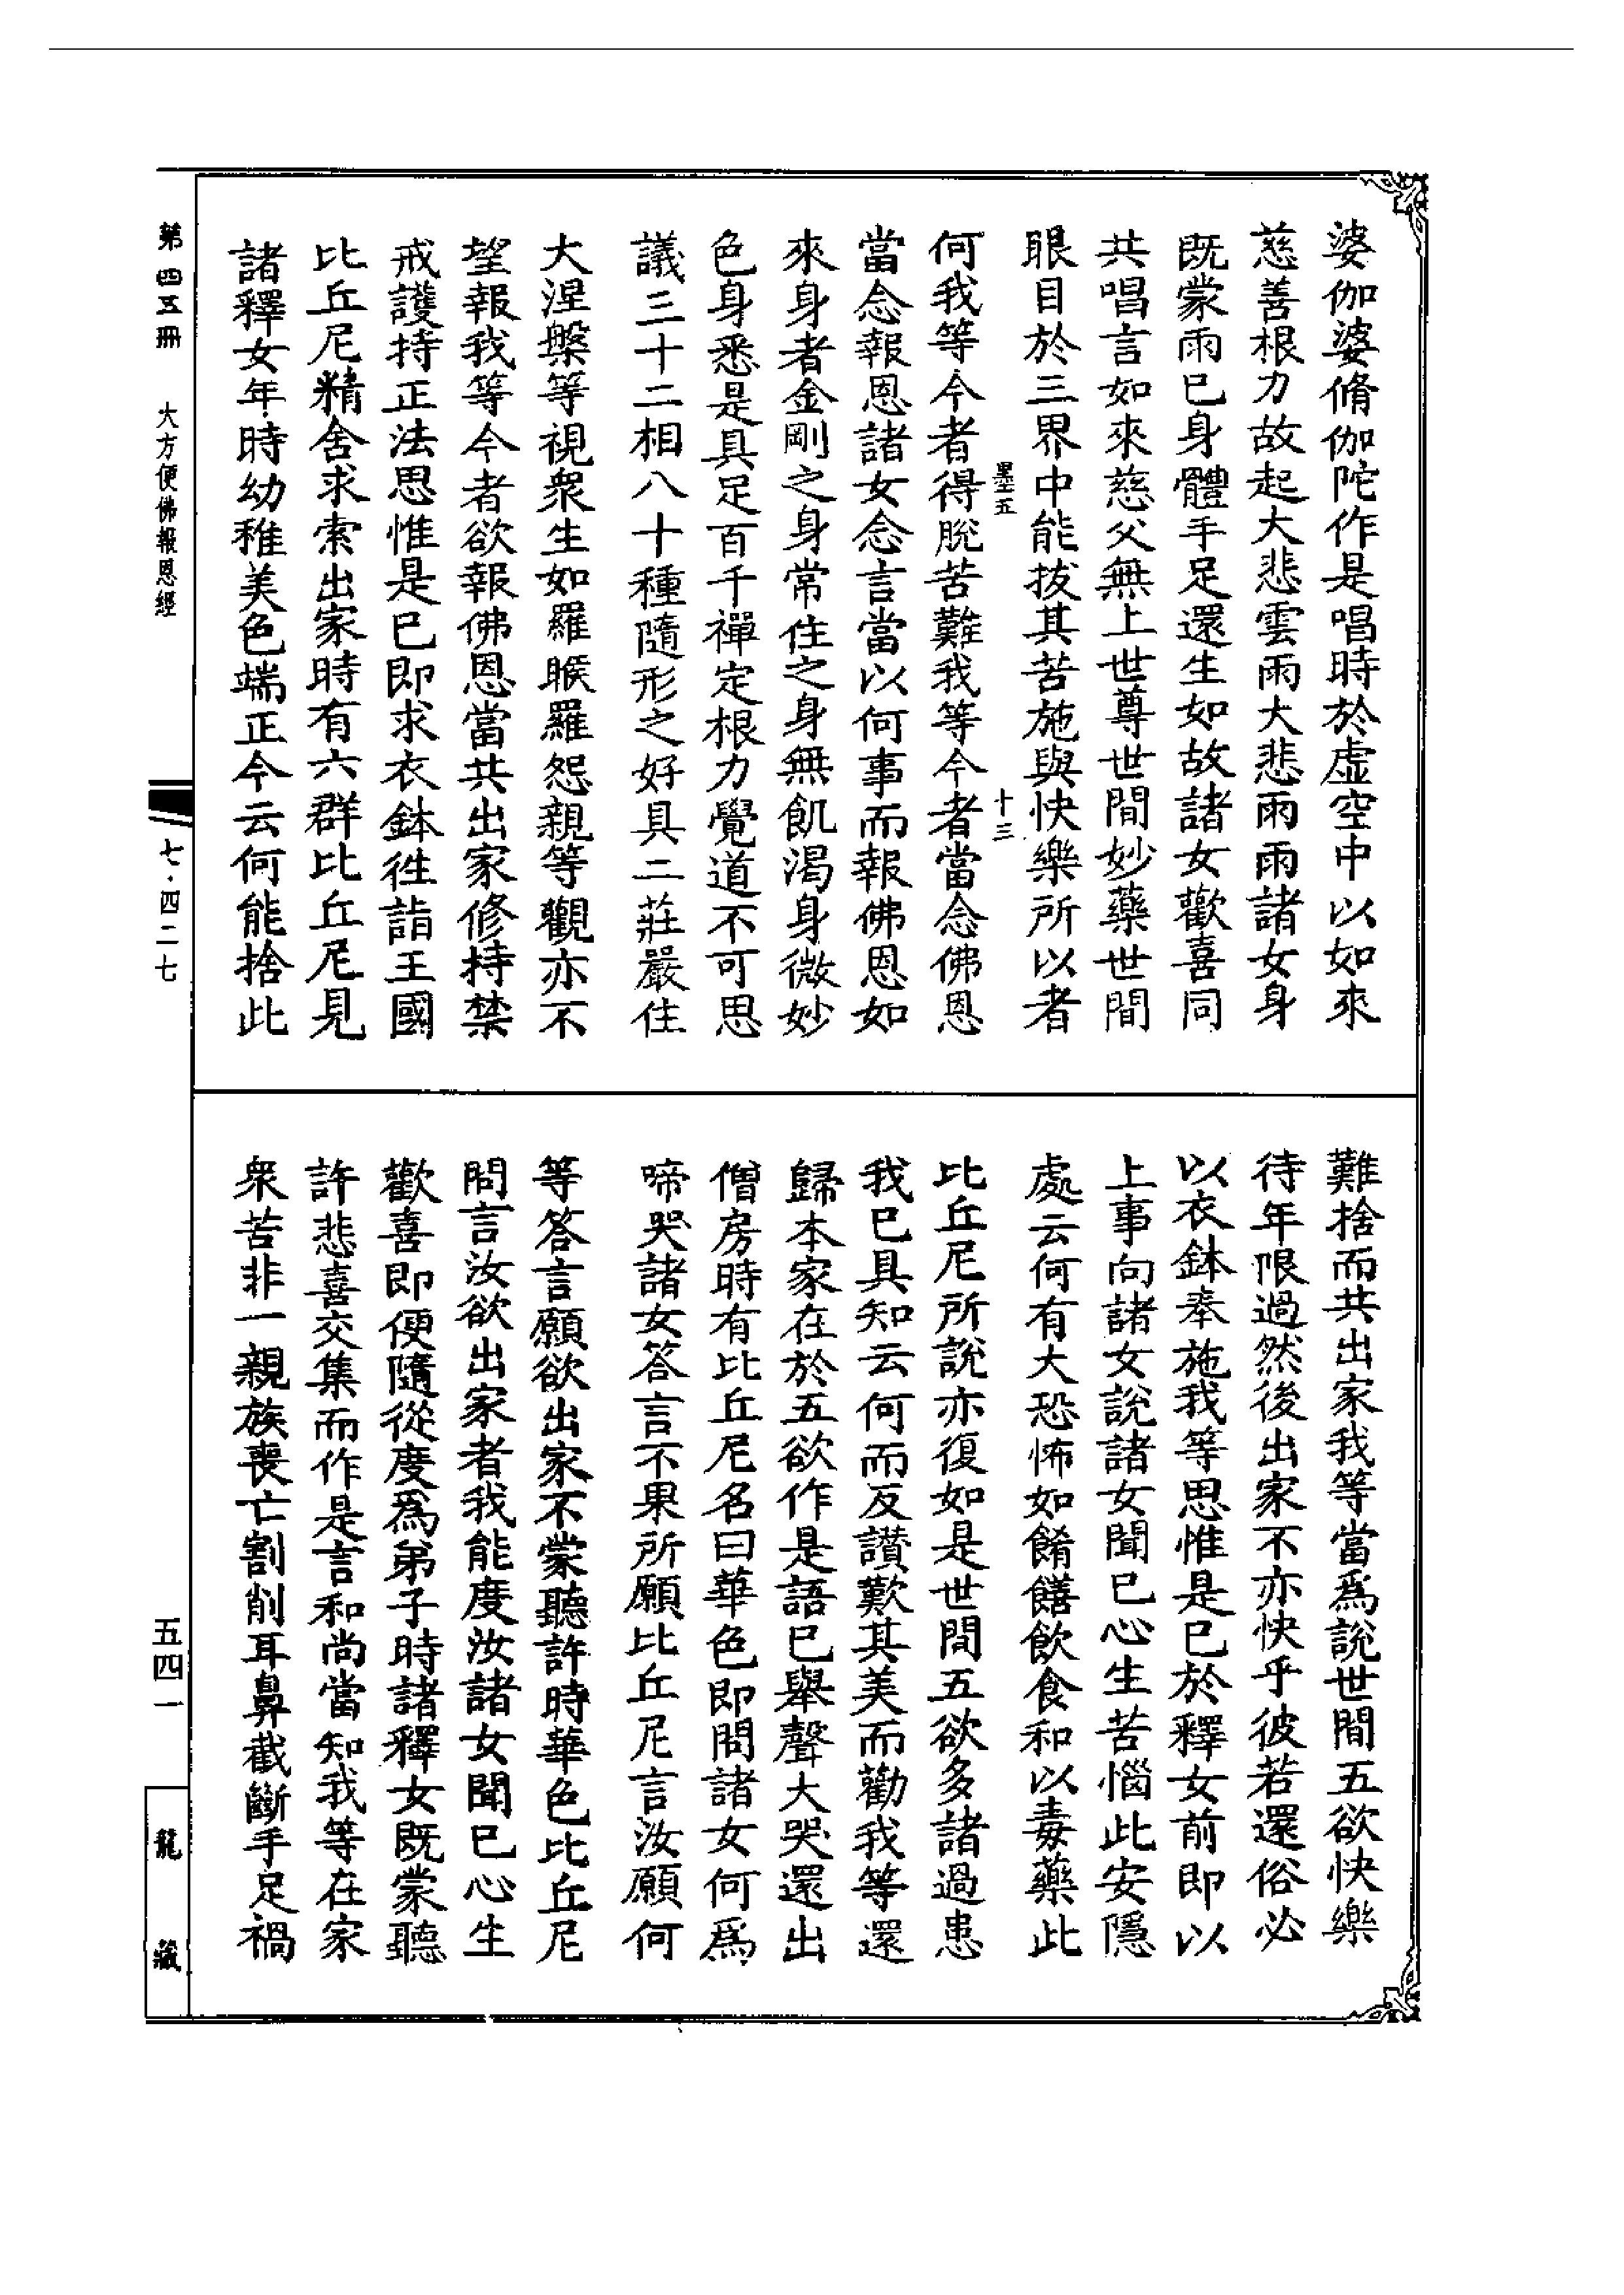 婆伽婆脩伽陀作是唱時於虛空中以如來
慈善根力故起大悲雲雨大悲雨雨諸女身
既蒙雨已身體手足還生如故諸女歡喜同
共唱言如來慈父無上世尊世間妙藥世間
眼目於三界中能拔其苦施與快樂所以者
墨五 十三
何我等今者得脫苦難我等今者當念佛恩
當念報恩諸女念言當以何事而報佛恩如
來身者金剛之身常住之身無飢渴身微妙
色身悉是具足百千禪定根力覺道不可思
議三十二相八十種隨形之好具二莊嚴住
大涅槃等視衆生如羅睺羅怨親等觀亦不
望報我等今者欲報佛恩當共出家修持禁
戒護持正法思惟是已即求衣鉢徃詣王國
比丘尼精舍求索出家時有六群比丘尼見
諸釋女年時幼稚美色端正今云何能捨此
難捨而共出家我等當爲說世間五欲快樂
待年限過然後出家不亦快乎彼若還俗必
以衣鉢奉施我等思惟是已於釋女前即以
上事向諸女說諸女聞已心生苦惱此安隱
處云何有大恐怖如餚饍飲食和以毒藥此
比丘尼所說亦復如是世間五欲多諸過患
我已具知云何而反讚歎其美而勸我等還
歸本家在於五欲作是語已舉聲大哭還出
僧房時有比丘尼名曰華色即問諸女何爲
啼哭諸女答言不果所願比丘尼言汝願何
等答言願欲出家不蒙聽許時華色比丘尼
問言汝欲出家者我能度汝諸女聞已心生
歡喜即便隨從度爲弟子時諸釋女既蒙聽
許悲喜交集而作是言和尚當知我等在家
衆苦非一親族喪亡割削耳鼻截斷手足禍
第四五冊 大方便佛報恩經 七·四二七 五四一 龍藏